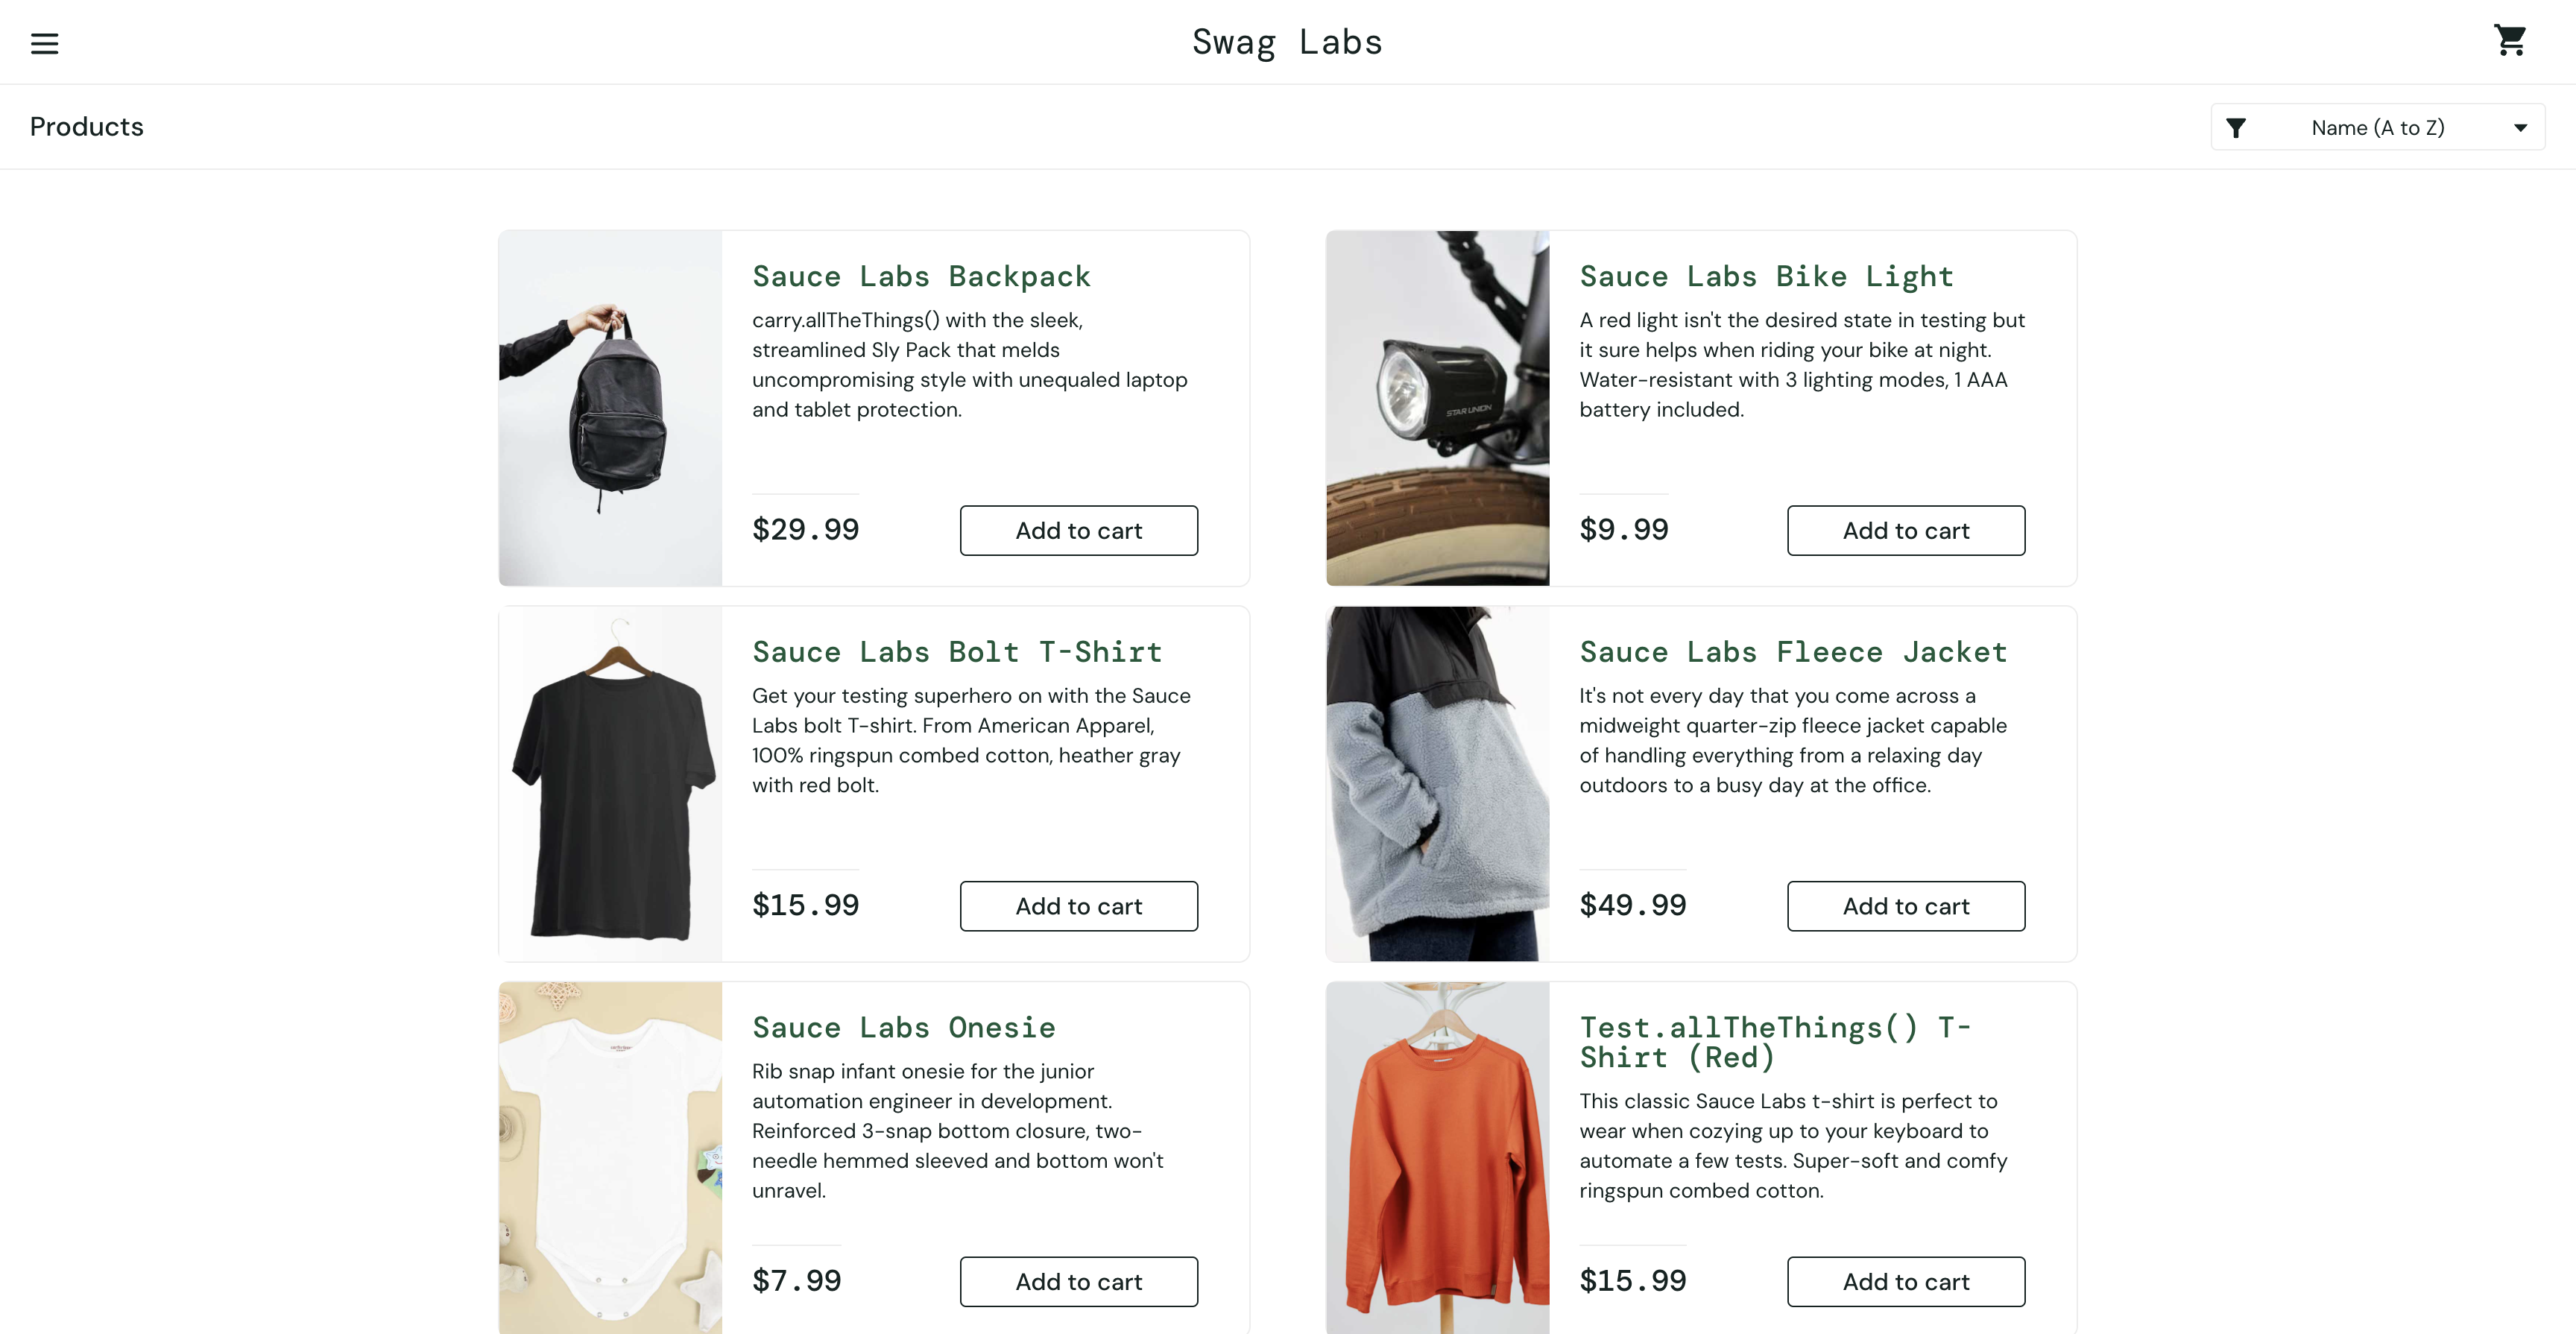 Swag Labs
Products
Name (A to Z)
Sauce Labs Backpack
carry.allTheThings() with the sleek,
streamlined Sly Pack that melds
uncompromising style with unequaled laptop
and tablet protection.
$29.99
Add to cart
Sauce Labs Bike Light
A red light isn't the desired state in testing but
it sure helps when riding your bike at night.
Water-resistant with 3 lighting modes, 1 AAA
battery included.
STAR UNION
$9.99
Add to cart
Sauce Labs Bolt T-Shirt
Get your testing superhero on with the Sauce
Labs bolt T-shirt. From American Apparel,
100% ringspun combed cotton, heather gray
with red bolt.
$15.99
Add to cart
Sauce Labs Fleece Jacket
It's not every day that you come across a
midweight quarter-zip fleece jacket capable
of handling everything from a relaxing day
outdoors to a busy day at the office.
$49.99
Add to cart
Sauce Labs Onesie
Rib snap infant onesie for the junior
automation engineer in development.
Reinforced 3-snap bottom closure, two-
needle hemmed sleeved and bottom won't
unravel.
$7.99
Add to cart
Test.allTheThings() T-
Shirt (Red)
This classic Sauce Labs t-shirt is perfect to
wear when cozying up to your keyboard to
automate a few tests. Super-soft and comfy
ringspun combed cotton.
$15.99
Add to cart